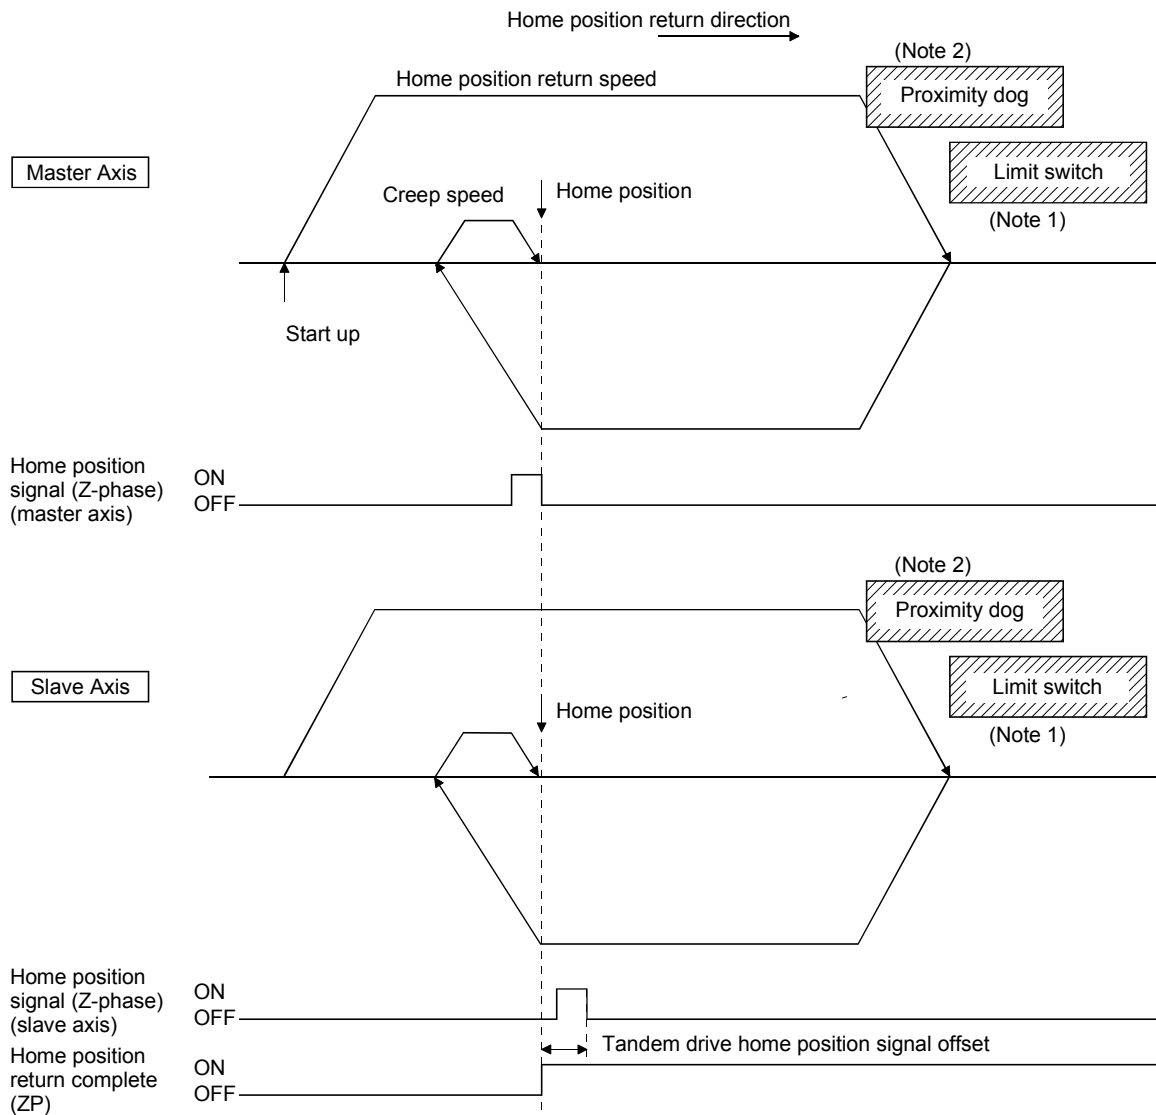 Home position return direction
(Note 2)
Home position return speed
Proximity dog
Master Axis
Limit switch
Creep speed
Home position
(Note 1)
Start up
Home position
signal (Z-phase)
(master axis)
ON
OFF
(Note 2)
Proximity dog
Slave Axis
Limit switch
Home position
(Note 1)
Home position
signal (Z-phase)
(slave axis)
ON
OFF
Tandem drive home position signal offset
Home position
return complete
(ZP)
ON
OFF